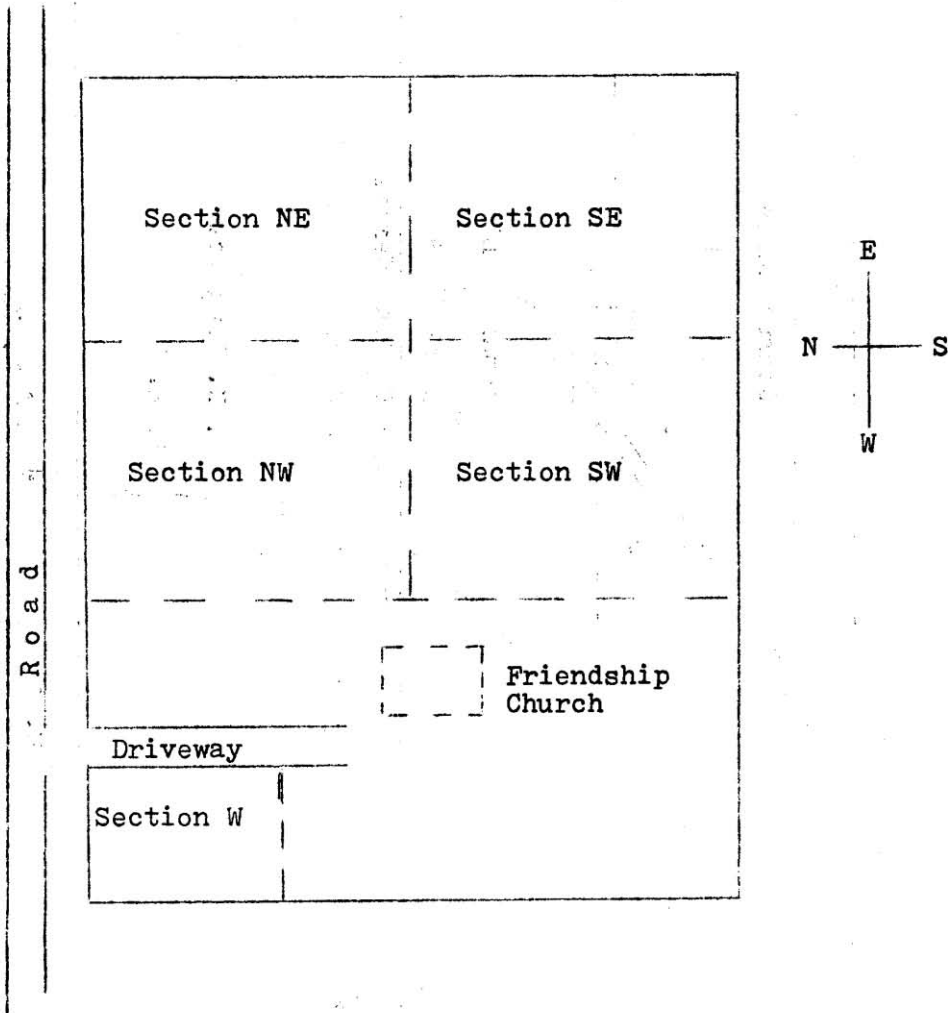 Section NE
Section SE
E
N
S
W
Section NW
Section SW
Road
Friendship
Church
Driveway
Section W